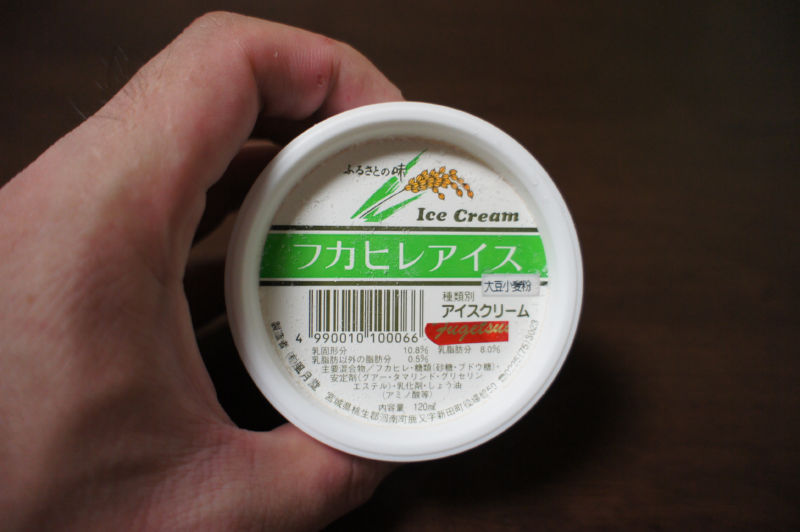 ふるさとの味
Ice Cream
フカヒレアイス
大豆小麦粉
種類別
アイスクリーム
4 990010 100066
fugetsu
乳固形分 10.8% 乳脂肪分 8.0%
乳脂肪以外の脂肪分 0.5%
主要混合物/フカヒレ・糖類(砂糖・ブドウ糖)・
安定剤(グアー・タマリンド・グリセリン
エステル)・乳化剤・しょう油
(アミノ酸等)
内容量 120mℓ
製造者 ㈲風月堂
宮城県桃生郡河南町鹿又字新田町